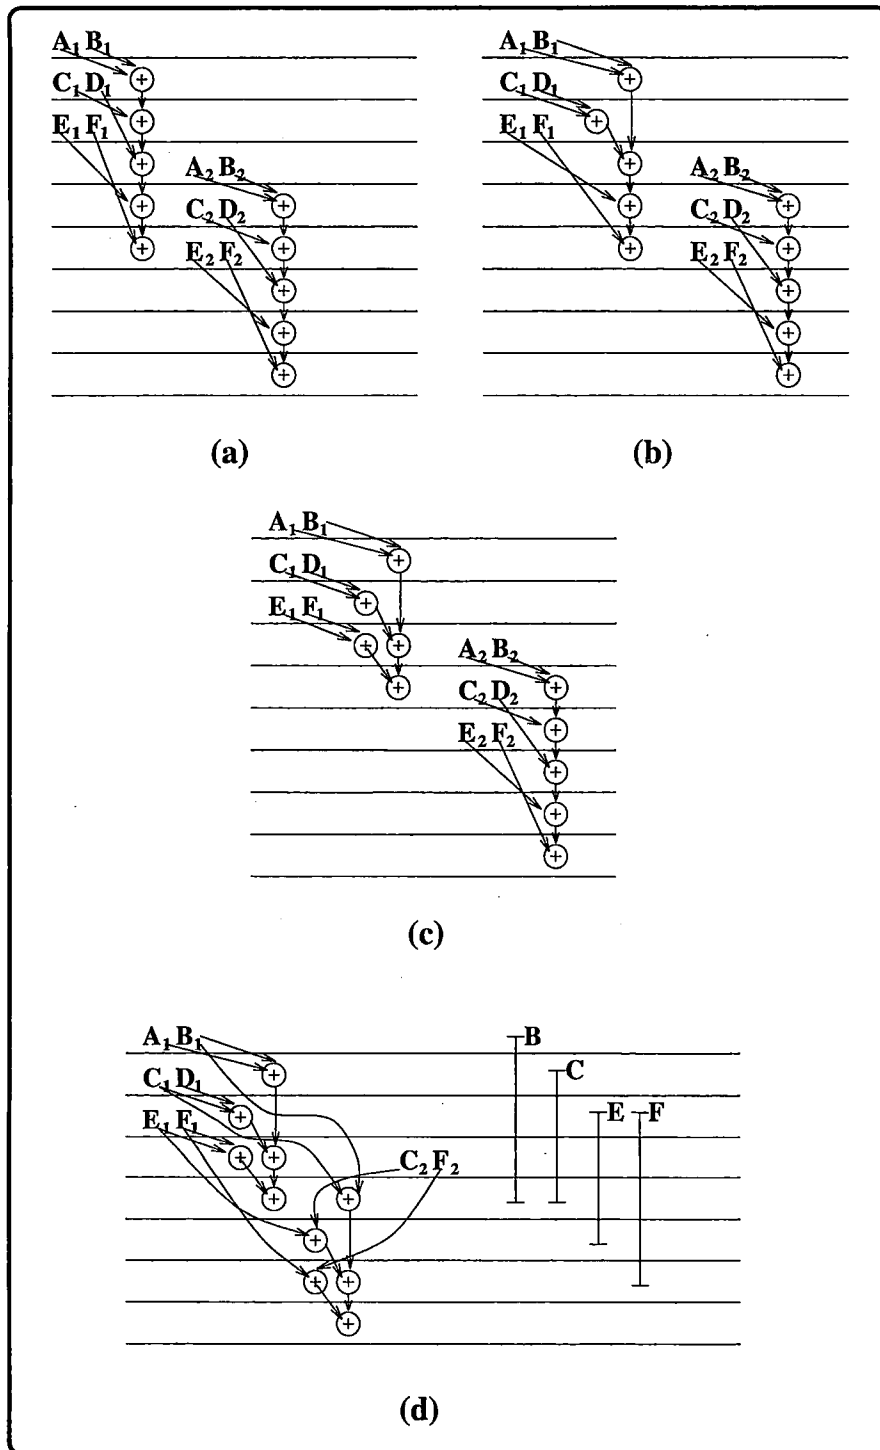 A₁ B₁
C₁ D₁
E₁ F₁
A₂ B₂
C₂ D₂
E₂ F₂
(a)
A₁ B₁
C₁ D₁
E₁ F₁
A₂ B₂
C₂ D₂
E₂ F₂
(b)
A₁ B₁
C₁ D₁
E₁ F₁
A₂ B₂
C₂ D₂
E₂ F₂
(c)
A₁ B₁
C₁ D₁
E₁ F₁
C₂ F₂
B
C
E
F
(d)